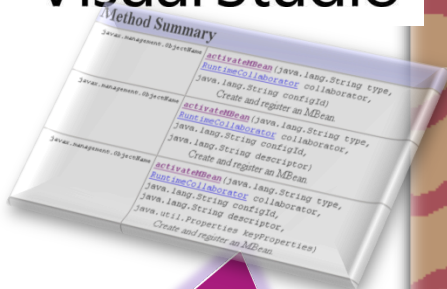 Visual Studio
Method Summary
javax.management.ObjectName
activateMBean(java.lang.String type,
RuntimeCollaborator collaborator,
java.lang.String configId)
Create and register an MBean.
javax.management.ObjectName
activateMBean(java.lang.String type,
RuntimeCollaborator collaborator,
java.lang.String configId,
java.lang.String descriptor)
Create and register an MBean.
javax.management.ObjectName
activateMBean(java.lang.String type,
RuntimeCollaborator collaborator,
java.lang.String configId,
java.lang.String descriptor,
java.util.Properties keyProperties)
Create and register an MBean.